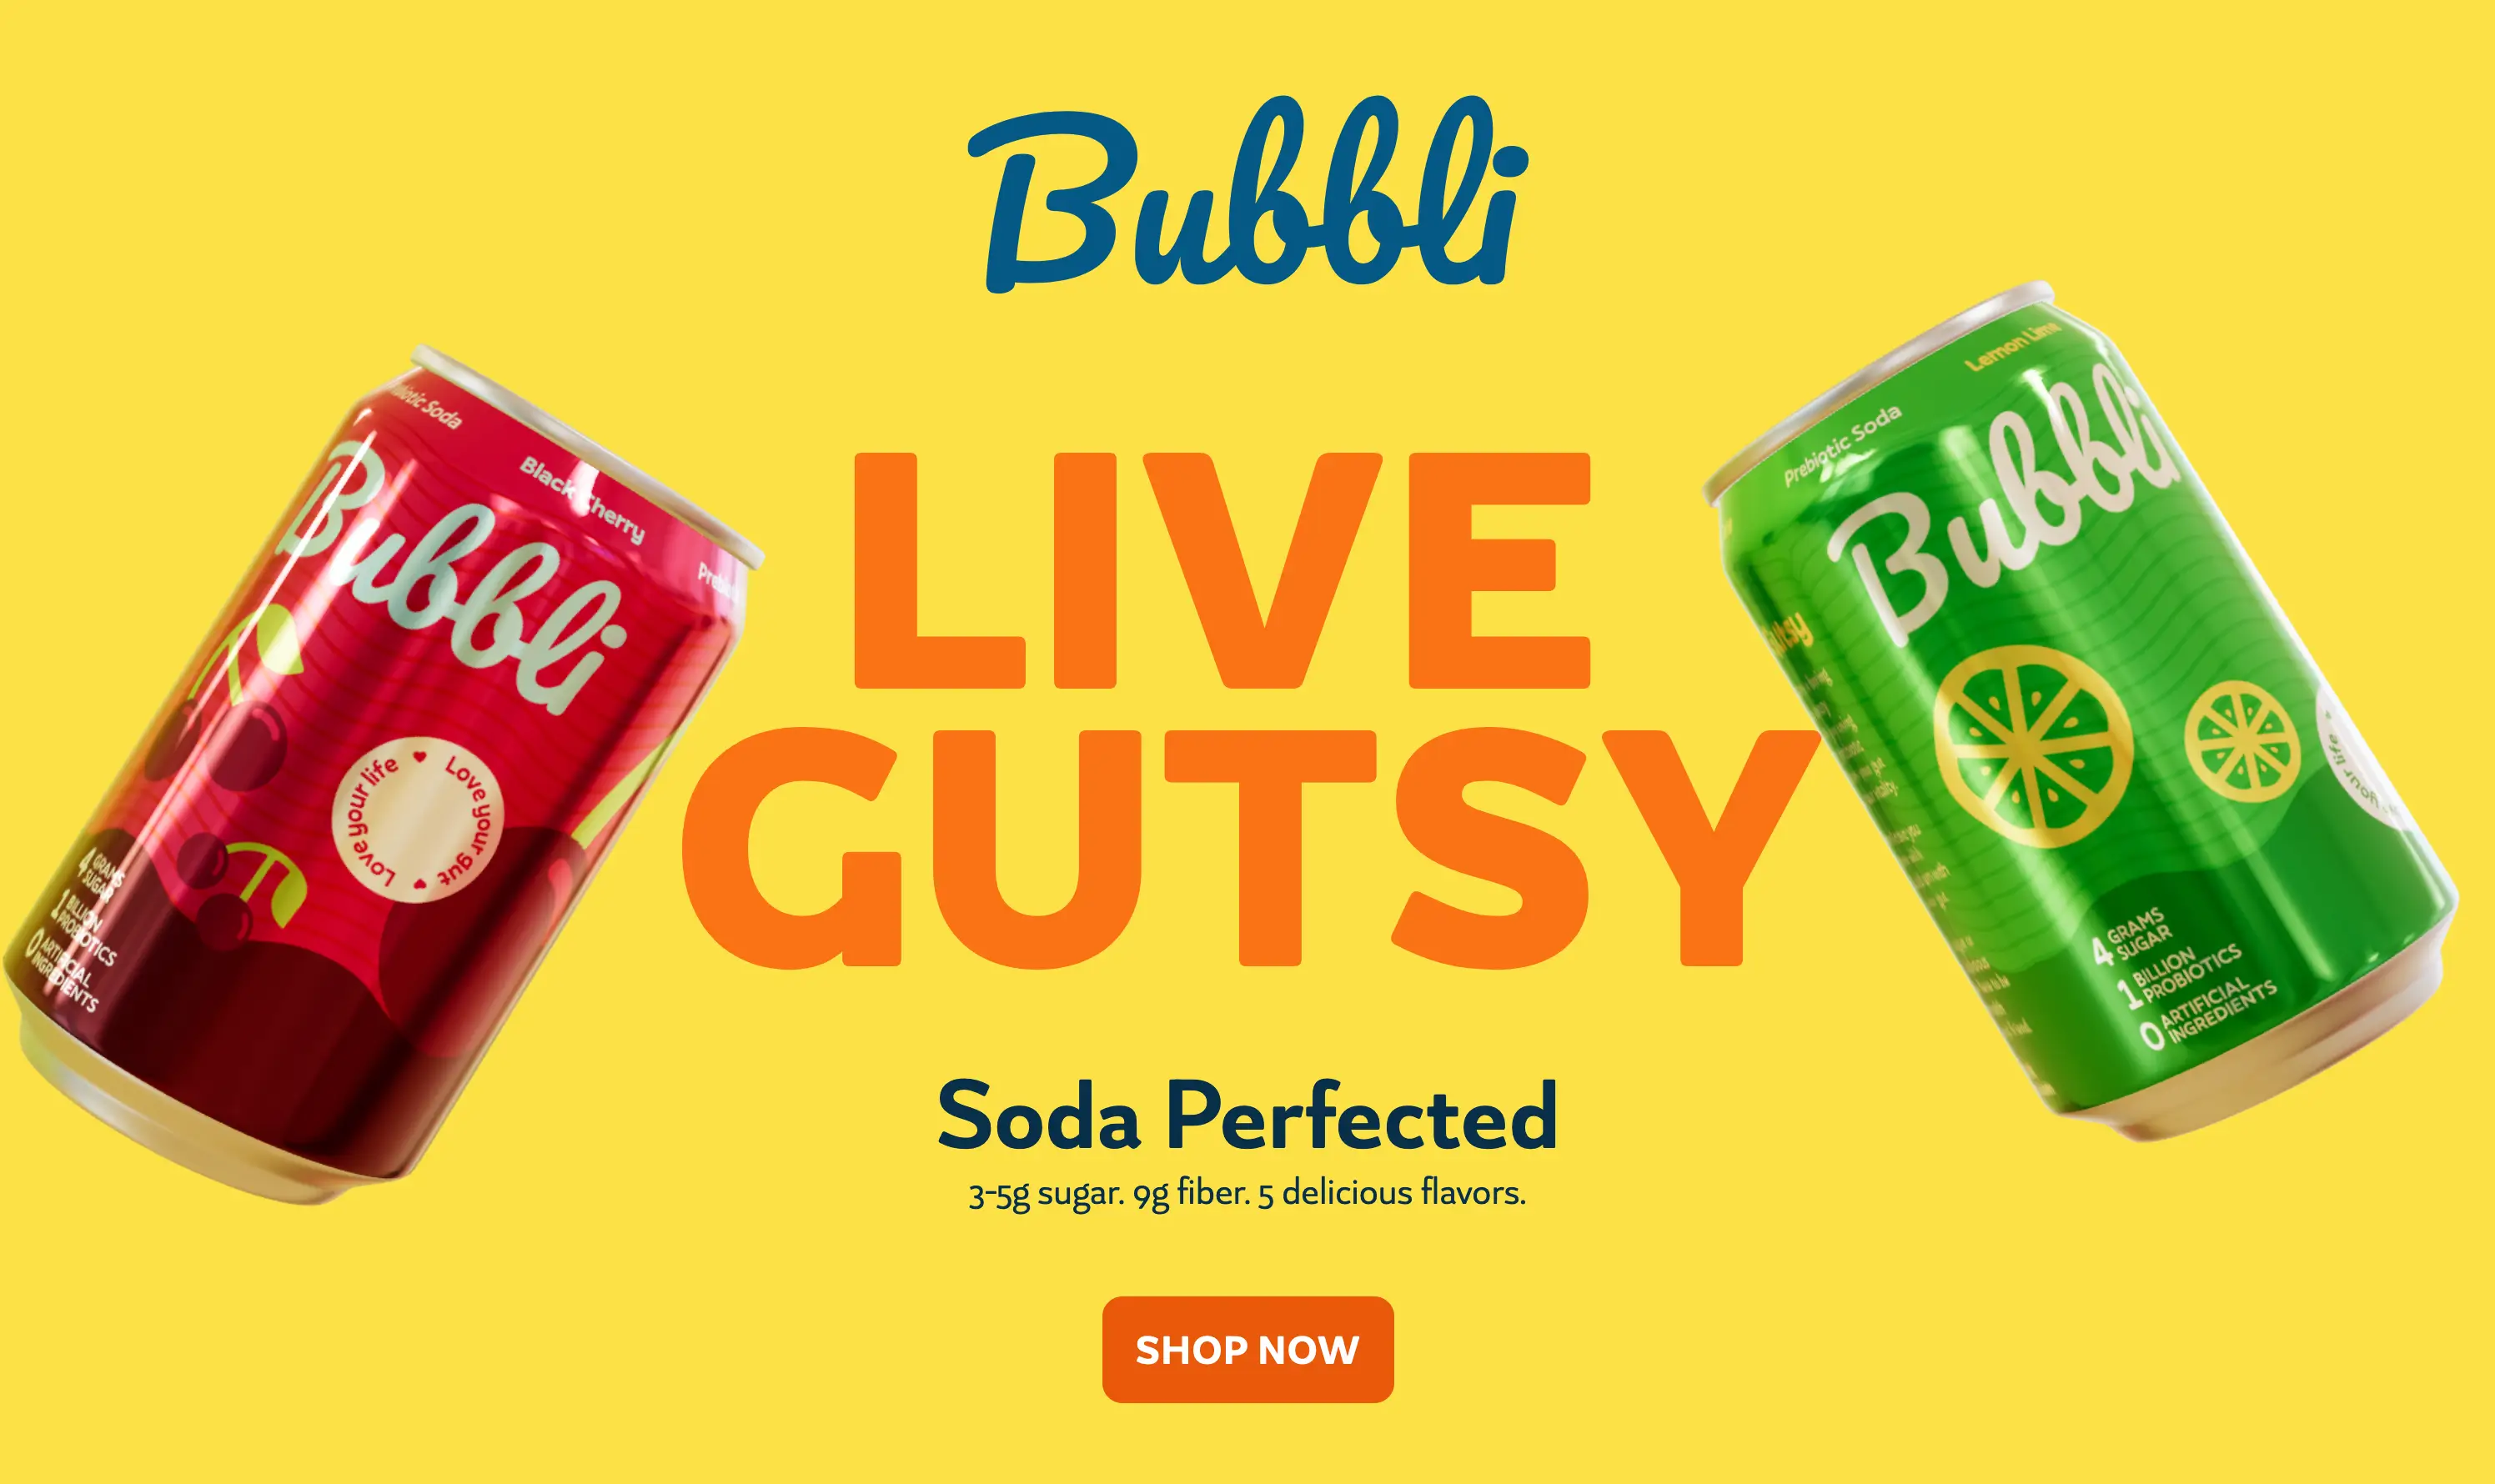 Bubbli
LIVE
GUTSY
Soda Perfected
3-5g sugar. 9g fiber. 5 delicious flavors.
SHOP NOW
Soda
Black Cherry
Bubbli
Love your gut ♥ Love your life ♥
4 GRAMS
SUGAR
1 BILLION
PROBIOTICS
0 ARTIFICIAL
INGREDIENTS
Prebiotic Soda
Lemon Lime
Bubbli
4 GRAMS
SUGAR
1 BILLION
PROBIOTICS
0 ARTIFICIAL
INGREDIENTS